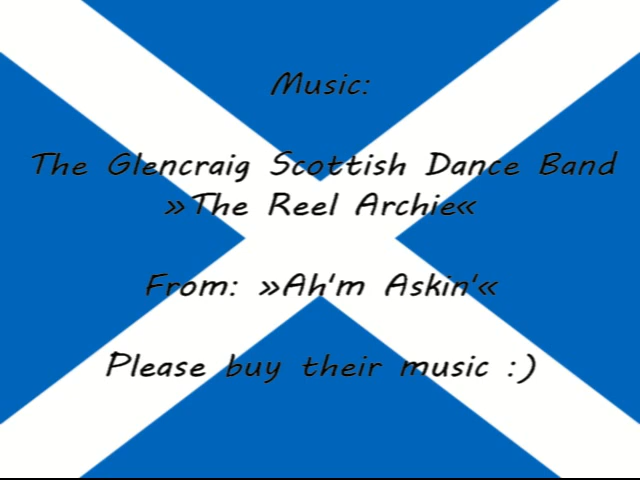 Music:
The Glencraig Scottish Dance Band
»The Reel Archie«
From: »Ah'm Askin'«
Please buy their music :)